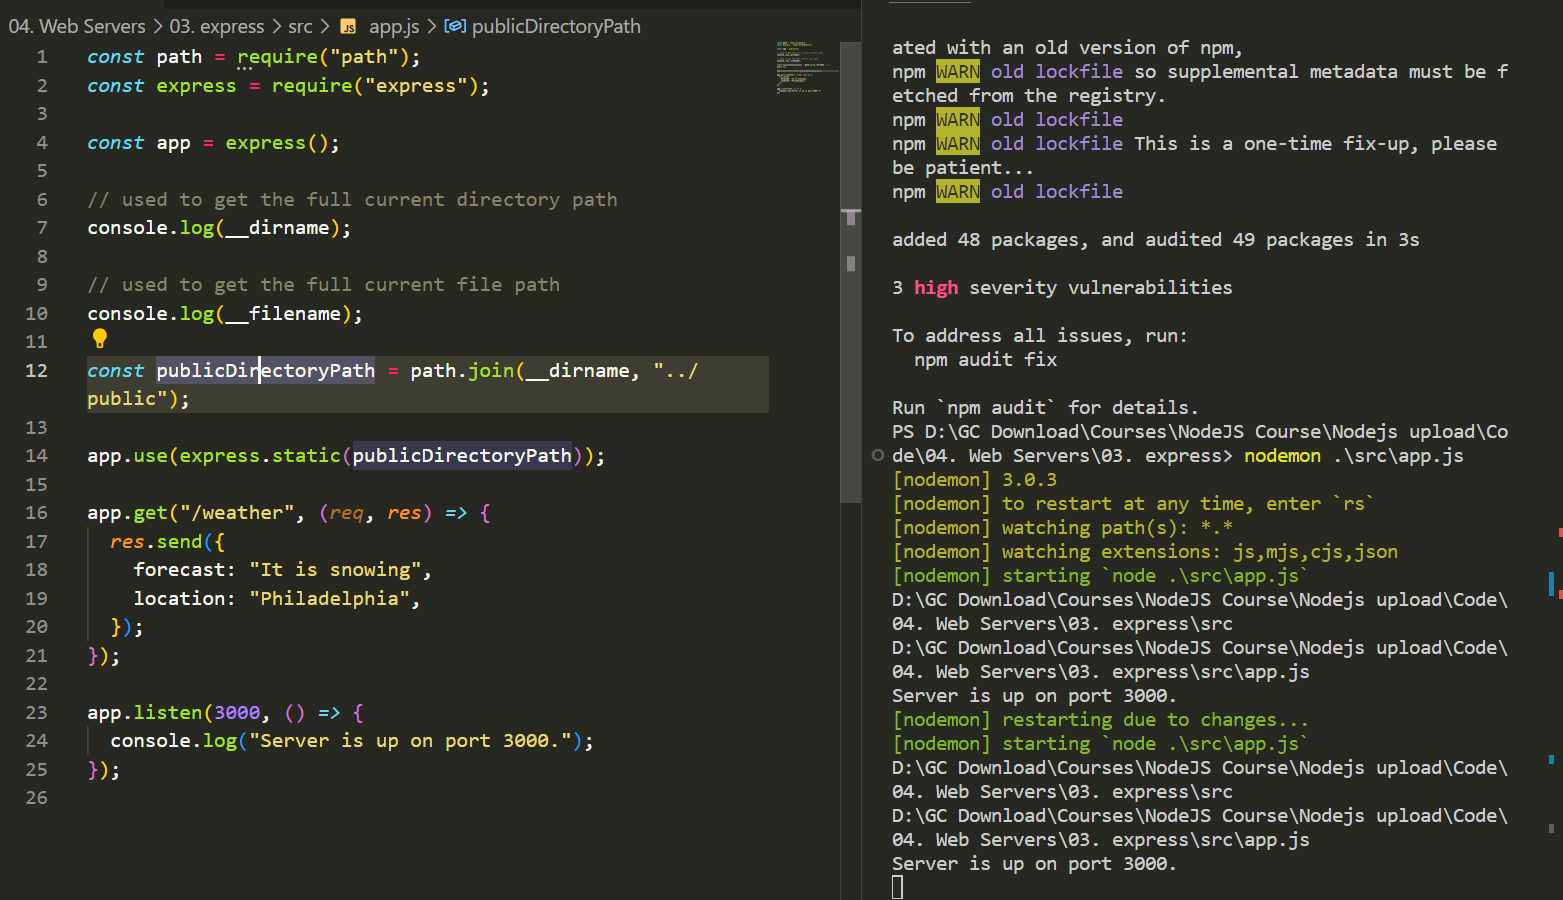 04. Web Servers > 03. express > src > JS app.js > publicDirectoryPath
1 const path = require("path");
2 const express = require("express");
3
4 const app = express();
5
6 // used to get the full current directory path
7 console.log(__dirname);
8
9 // used to get the full current file path
10 console.log(__filename);
11
12 const publicDirectoryPath = path.join(__dirname, "../
public");
13
14 app.use(express.static(publicDirectoryPath));
15
16 app.get("/weather", (req, res) => {
17 res.send({
18 forecast: "It is snowing",
19 location: "Philadelphia",
20 });
21 });
22
23 app.listen(3000, () => {
24 console.log("Server is up on port 3000.");
25 });
26
ated with an old version of npm,
npm WARN old lockfile so supplemental metadata must be f
etched from the registry.
npm WARN old lockfile
npm WARN old lockfile This is a one-time fix-up, please
be patient...
npm WARN old lockfile
added 48 packages, and audited 49 packages in 3s
3 high severity vulnerabilities
To address all issues, run:
npm audit fix
Run `npm audit` for details.
PS D:\GC Download\Courses\NodeJS Course\Nodejs upload\Co
de\04. Web Servers\03. express> nodemon .\src\app.js
[nodemon] 3.0.3
[nodemon] to restart at any time, enter `rs`
[nodemon] watching path(s): *.*
[nodemon] watching extensions: js,mjs,cjs,json
[nodemon] starting `node .\src\app.js`
D:\GC Download\Courses\NodeJS Course\Nodejs upload\Code\
04. Web Servers\03. express\src
D:\GC Download\Courses\NodeJS Course\Nodejs upload\Code\
04. Web Servers\03. express\src\app.js
Server is up on port 3000.
[nodemon] restarting due to changes...
[nodemon] starting `node .\src\app.js`
D:\GC Download\Courses\NodeJS Course\Nodejs upload\Code\
04. Web Servers\03. express\src
D:\GC Download\Courses\NodeJS Course\Nodejs upload\Code\
04. Web Servers\03. express\src\app.js
Server is up on port 3000.